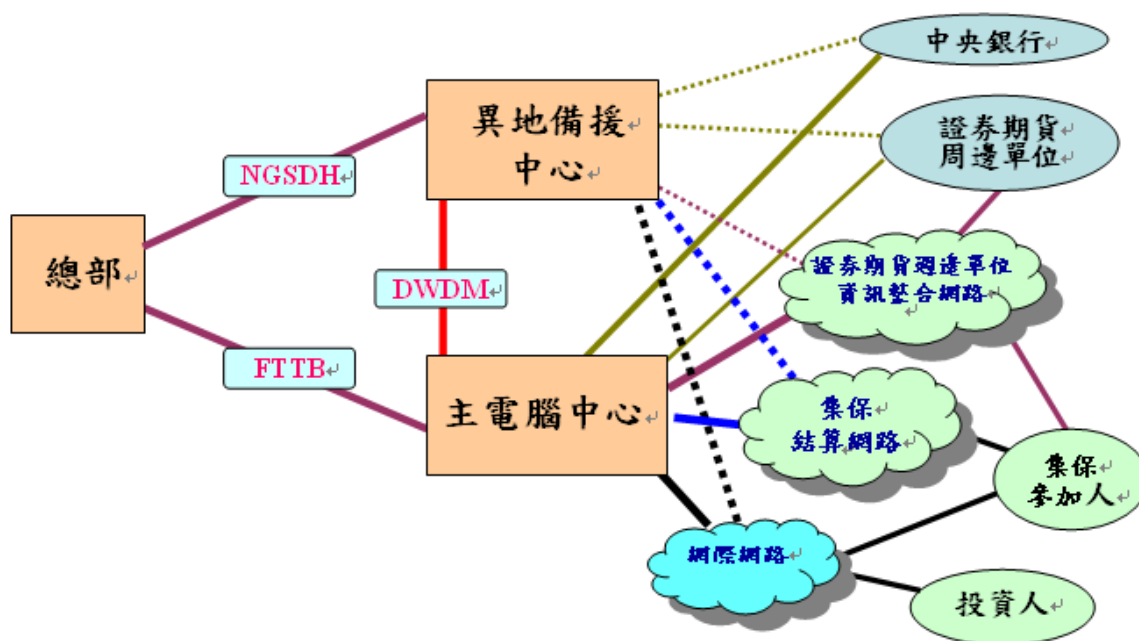 中央銀行
異地備援
中心
證券期貨
周邊單位
NGSDH
總部
證券期貨週邊單位
資訊整合網路
DWDM
FTTB
主電腦中心
集保
結算網路
集保
參加人
網際網路
投資人